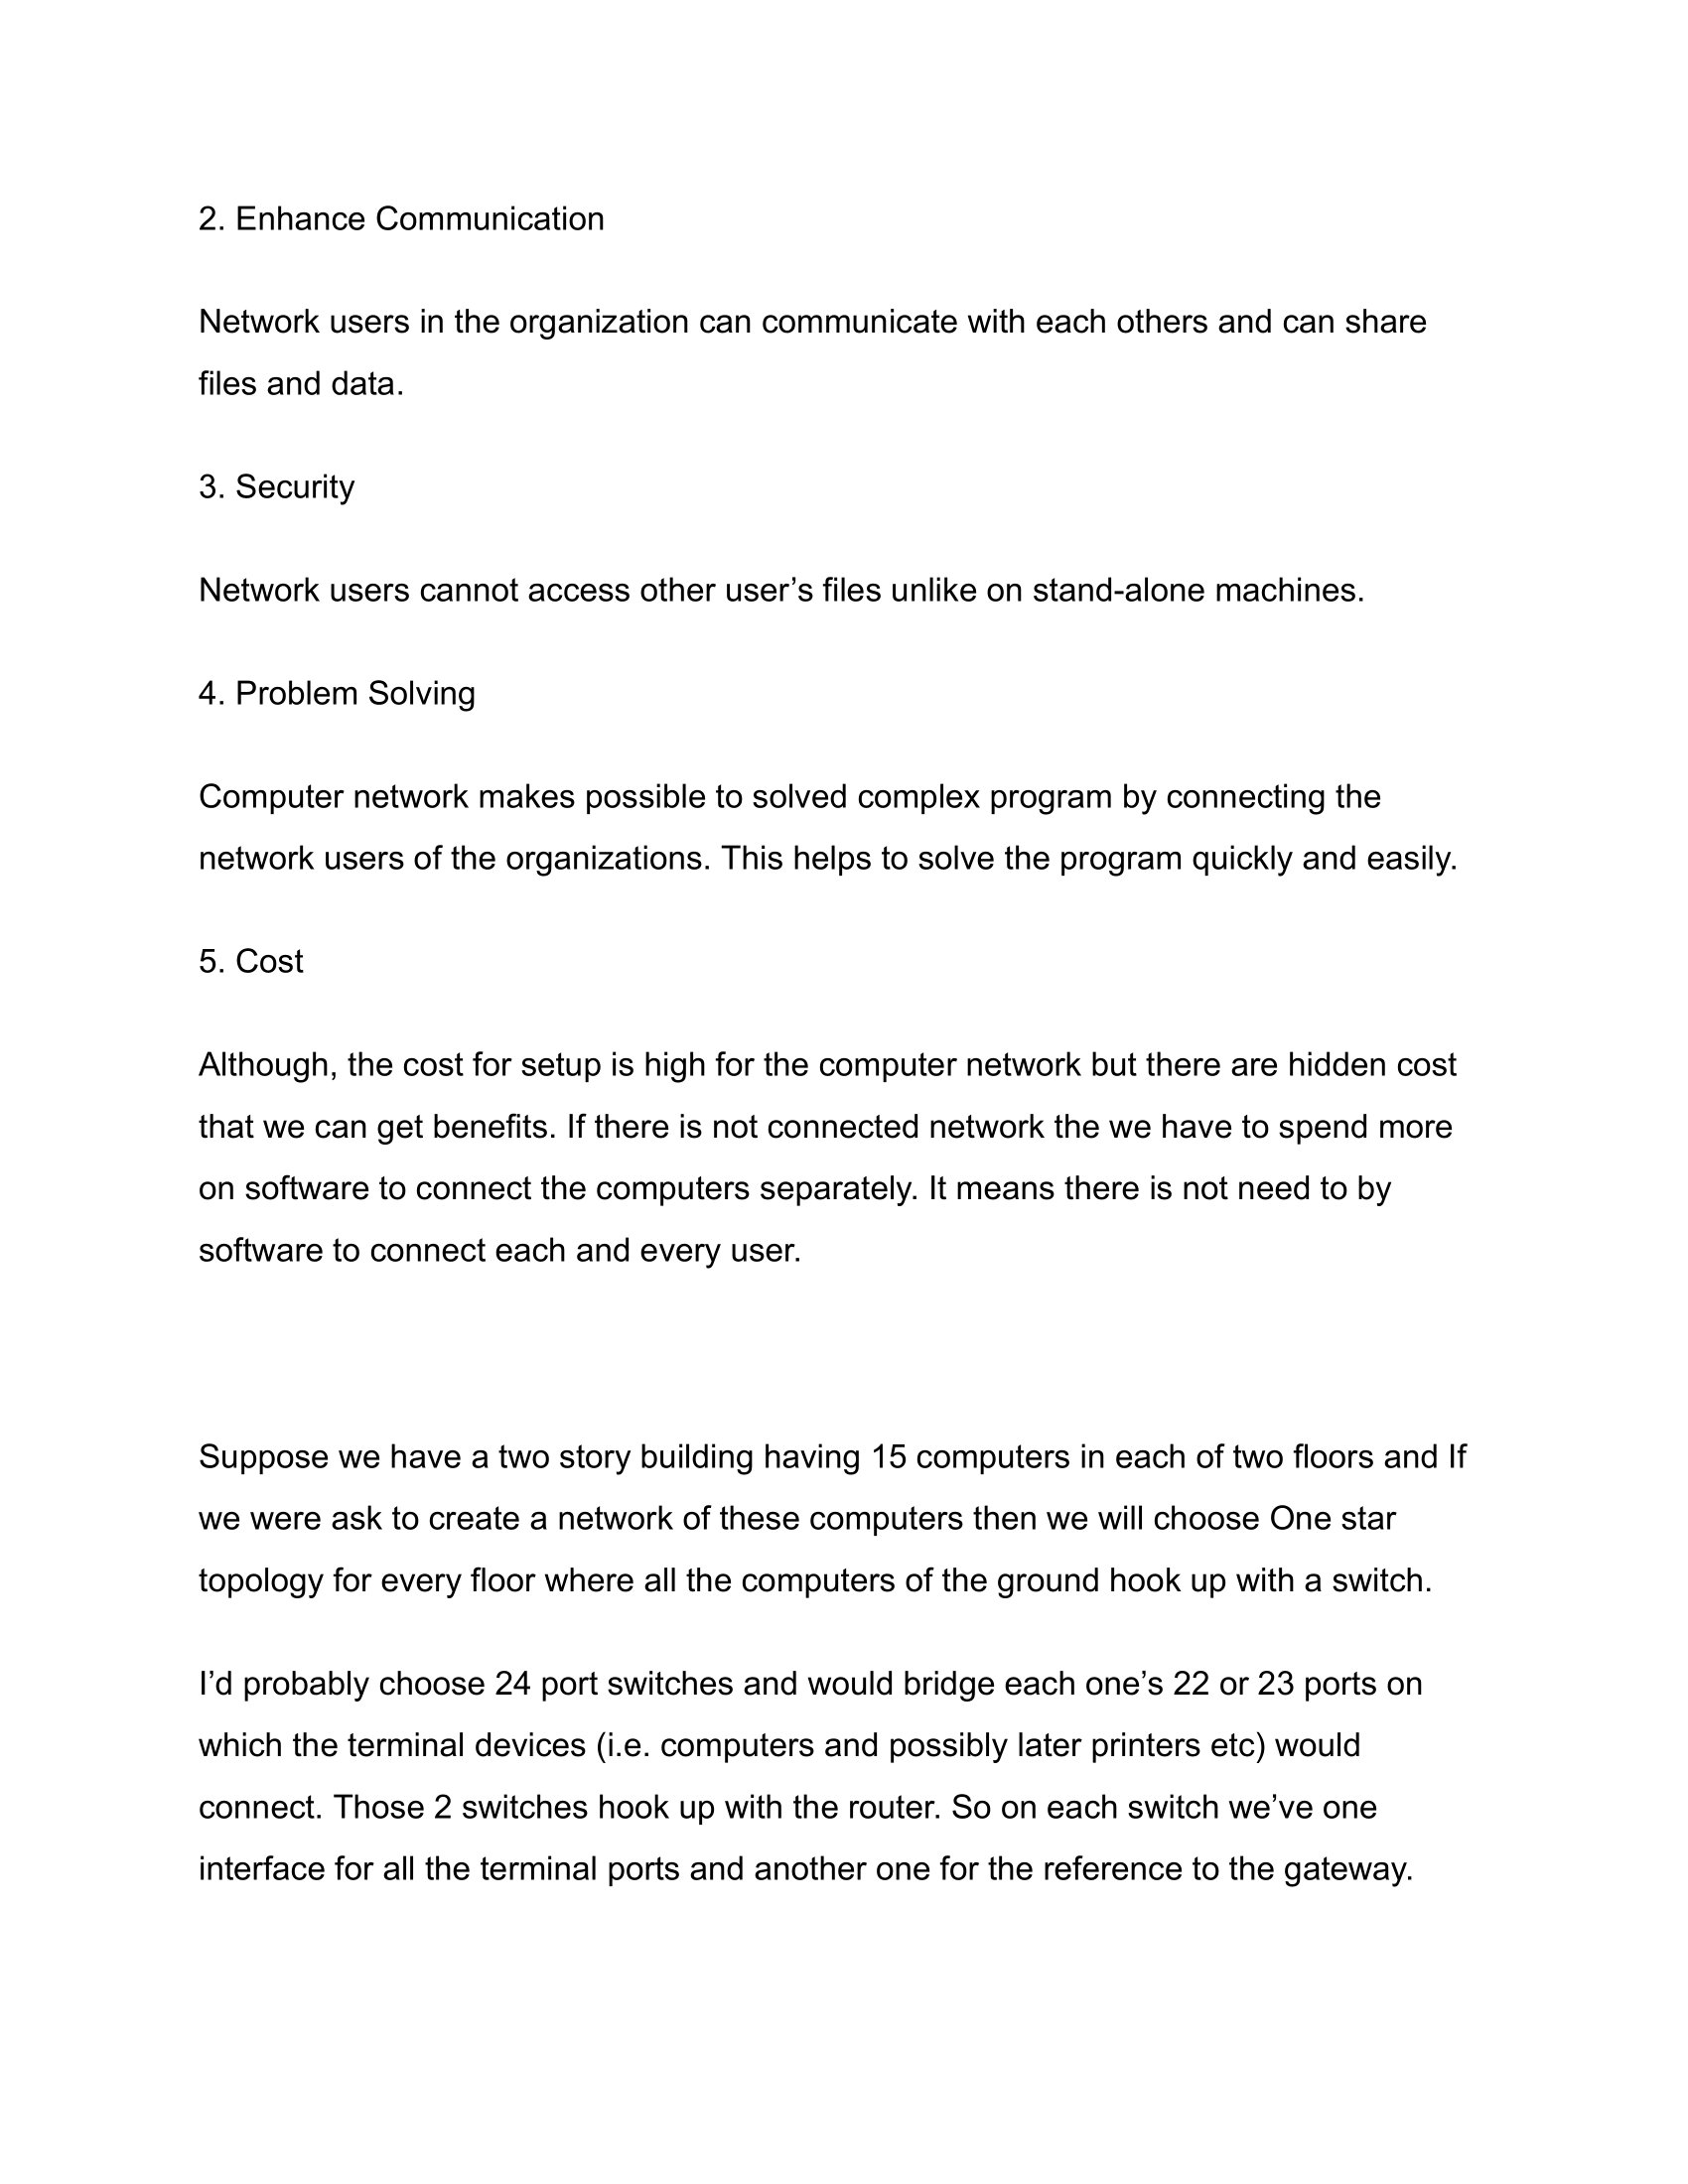 2. Enhance Communication
Network users in the organization can communicate with each others and can share
files and data.
3. Security
Network users cannot access other user’s files unlike on stand-alone machines.
4. Problem Solving
Computer network makes possible to solved complex program by connecting the
network users of the organizations. This helps to solve the program quickly and easily.
5. Cost
Although, the cost for setup is high for the computer network but there are hidden cost
that we can get benefits. If there is not connected network the we have to spend more
on software to connect the computers separately. It means there is not need to by
software to connect each and every user.
Suppose we have a two story building having 15 computers in each of two floors and If
we were ask to create a network of these computers then we will choose One star
topology for every floor where all the computers of the ground hook up with a switch.
I’d probably choose 24 port switches and would bridge each one’s 22 or 23 ports on
which the terminal devices (i.e. computers and possibly later printers etc) would
connect. Those 2 switches hook up with the router. So on each switch we’ve one
interface for all the terminal ports and another one for the reference to the gateway.